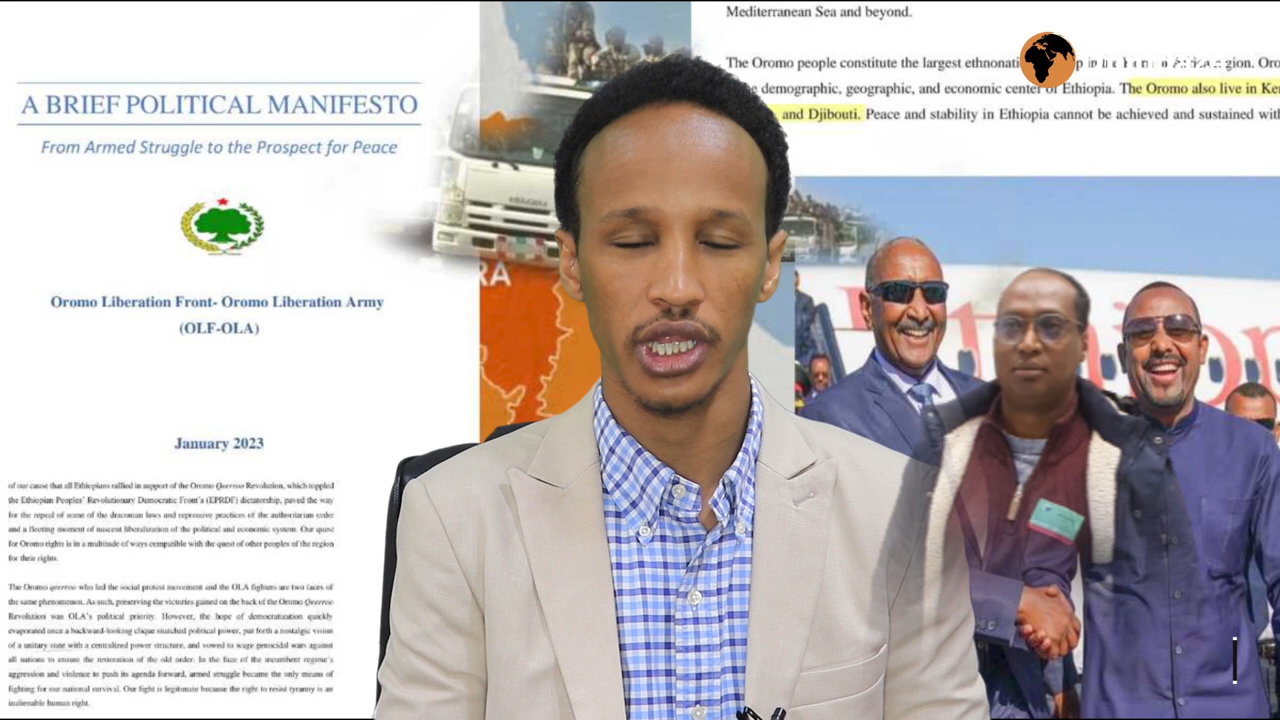 A BRIEF POLITICAL MANIFESTO
From Armed Struggle to the Prospect for Peace
Oromo Liberation Front- Oromo Liberation Army
(OLF-OLA)
January 2023
of our cause that all Ethiopians rallied in support of the Oromo Qeerroo Revolution, which toppled
the Ethiopian Peoples' Revolutionary Democratic Front's (EPRDF) dictatorship, paved the way
for the repeal of some of the draconian laws and repressive practices of the authoritarian order
and a fleeting moment of nascent liberalization of the political and economic system. Our quest
for Oromo rights is in a multitude of ways compatible with the quest of other peoples of the region
for their rights.
The Oromo qeerroo who led the social protest movement and the OLA fighters are two faces of
the same phenomenon. As such, preserving the victories gained on the back of the Oromo Qeerroo
Revolution was OLA's political priority. However, the hope of democratization quickly
evaporated once a backward-looking clique snatched political power, put forth a nostalgic vision
of a unitary state with a centralized power structure, and vowed to wage genocidal wars against
all nations to ensure the restoration of the old order. In the face of the incumbent regime's
aggression and violence to push its agenda forward, armed struggle became the only means of
fighting for our national survival. Our fight is legitimate because the right to resist tyranny is an
inalienable human right.
RA
Mediterranean Sea and beyond.
The Oromo people constitute the largest ethnonati region. Oro
demographic, geographic, and economic center of Ethiopia. The Oromo also live in Ke
and Djibouti. Peace and stability in Ethiopia cannot be achieved and sustained with